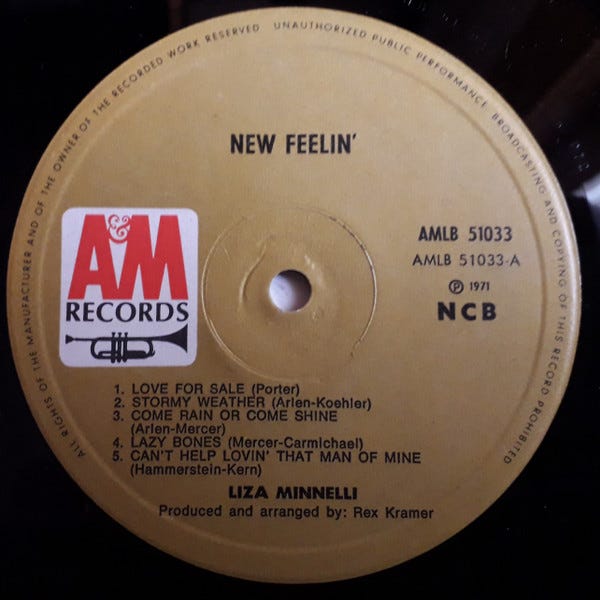 ALL RIGHTS OF THE MANUFACTURER AND OF THE OWNER OF THE RECORDED WORK RESERVED UNAUTHORIZED PUBLIC PERFORMANCE BROADCASTING AND COPYING OF THIS RECORD PROHIBITED
NEW FEELIN'
A&M
RECORDS
AMLB 51033
AMLB 51033-A
℗ 1971
NCB
1. LOVE FOR SALE (Porter)
2. STORMY WEATHER (Arlen-Koehler)
3. COME RAIN OR COME SHINE
(Arlen-Mercer)
4. LAZY BONES (Mercer-Carmichael)
5. CAN'T HELP LOVIN' THAT MAN OF MINE
(Hammerstein-Kern)
LIZA MINNELLI
Produced and arranged by: Rex Kramer